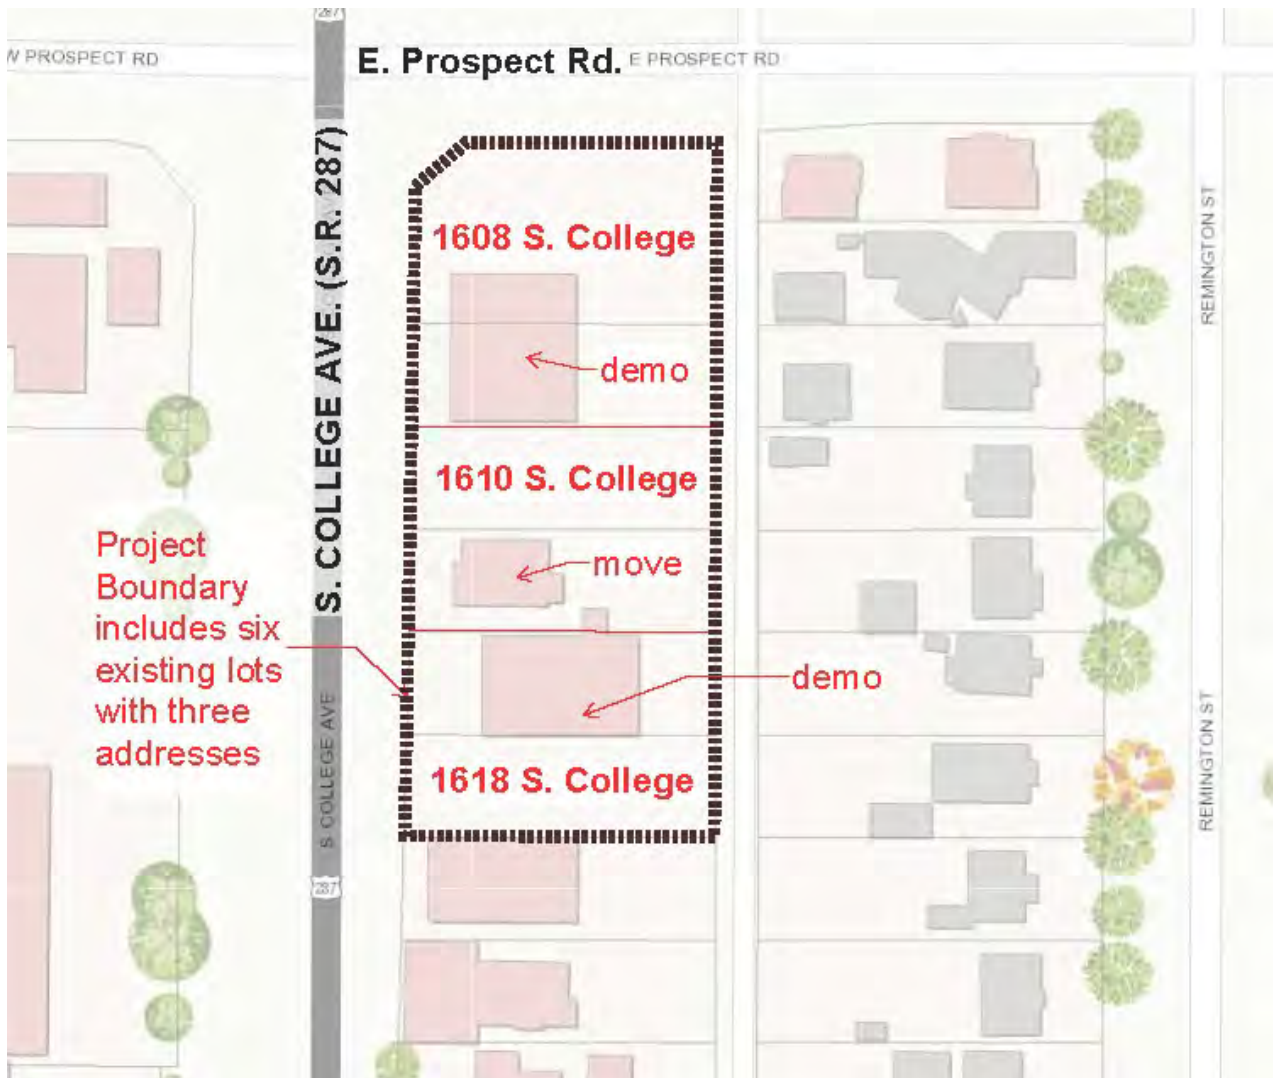 287
W PROSPECT RD
E. Prospect Rd.
E PROSPECT RD
S. COLLEGE AVE. (S.R. 287)
REMINGTON ST
1608 S. College
demo
1610 S. College
move
Project
Boundary
includes six
existing lots
with three
addresses
demo
S COLLEGE AVE
REMINGTON ST
1618 S. College
287